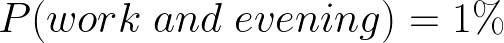 P(work and evening) = 1%